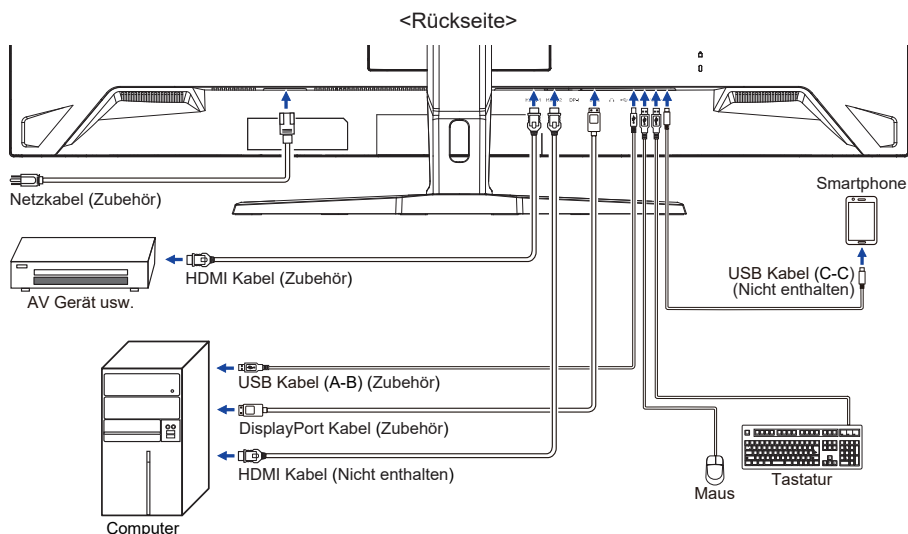 <Rückseite>
Netzkabel (Zubehör)
Smartphone
HDMI Kabel (Zubehör)
USB Kabel (C-C)
(Nicht enthalten)
AV Gerät usw.
USB Kabel (A-B) (Zubehör)
DisplayPort Kabel (Zubehör)
HDMI Kabel (Nicht enthalten)
Maus
Tastatur
Computer